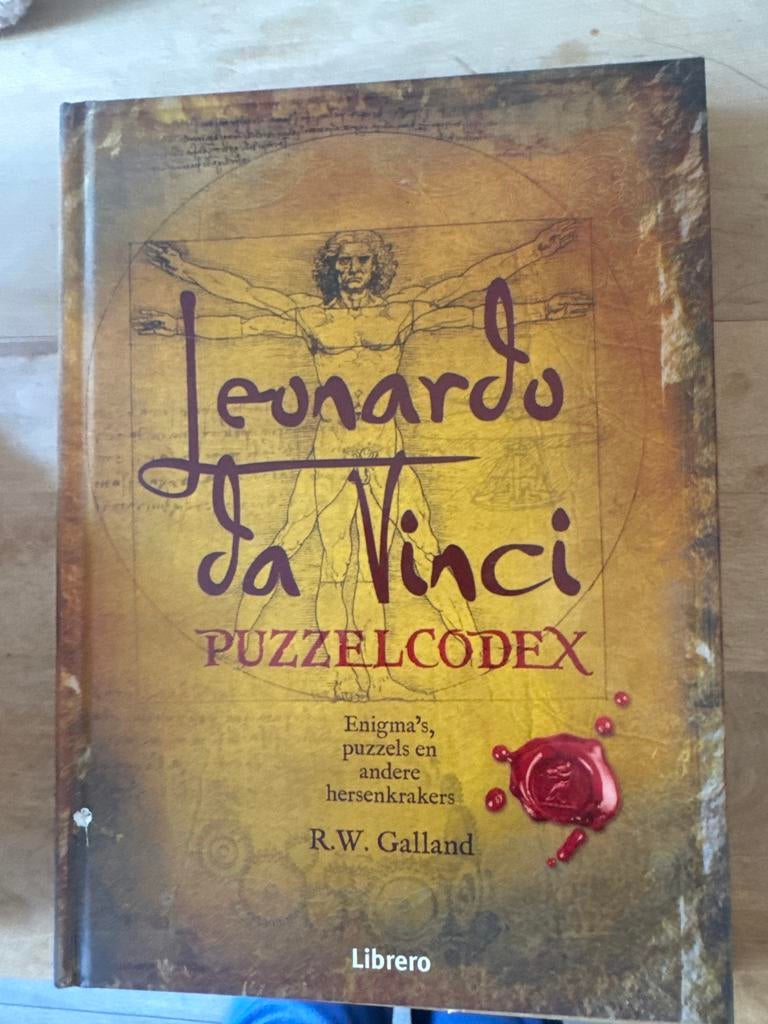 Leonardo
da Vinci
PUZZELCODEX
Enigma's,
puzzels en
andere
hersenkrakers
R.W. Galland
Librero